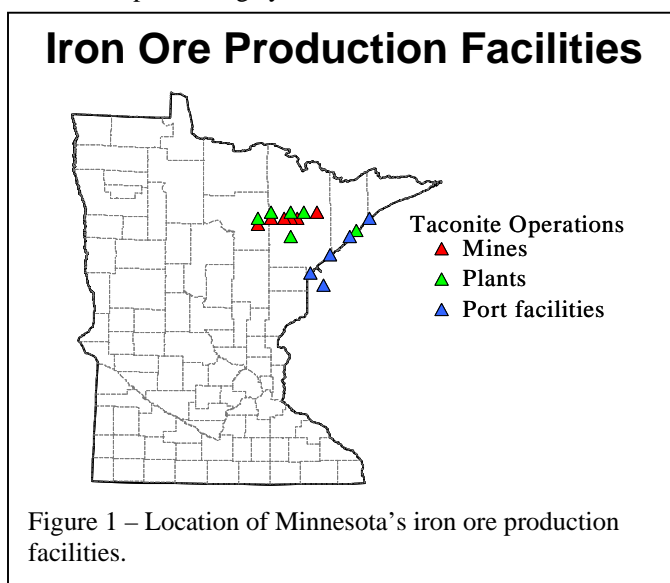 Iron Ore Production Facilities
Taconite Operations
Mines
Plants
Port facilities
Figure 1 – Location of Minnesota’s iron ore production
facilities.